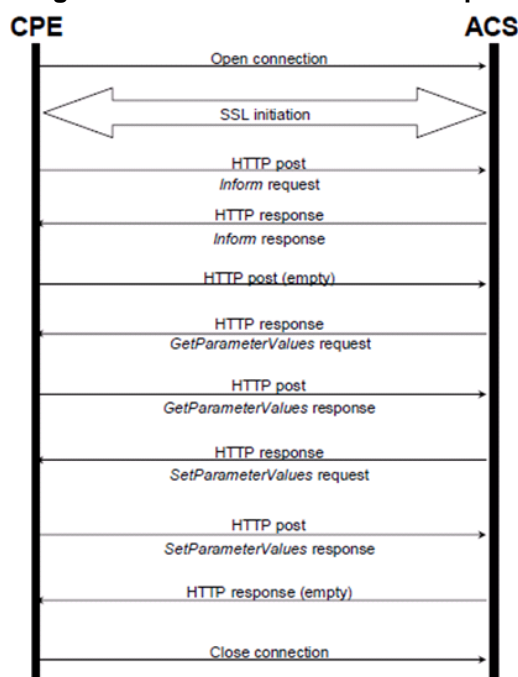 CPE
ACS
Open connection
SSL initiation
HTTP post
Inform request
HTTP response
Inform response
HTTP post (empty)
HTTP response
GetParameterValues request
HTTP post
GetParameterValues response
HTTP response
SetParameterValues request
HTTP post
SetParameterValues response
HTTP response (empty)
Close connection